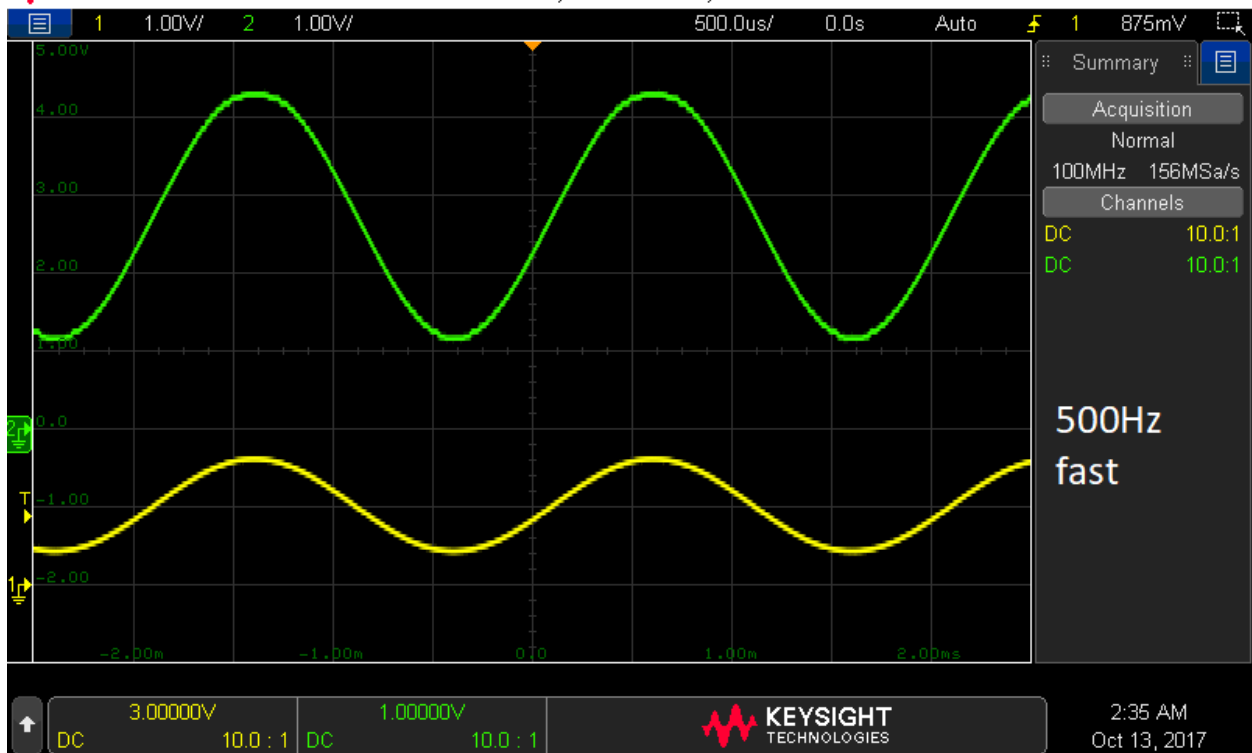 1 1.00V/ 2 1.00V/ 500.0us/ 0.0s Auto 1 875mV
5.00V
4.00
3.00
2.00
1.00
0.0
-1.00
-2.00
2
T
1
-2.00m -1.00m 0.0 1.00m 2.00ms
Summary
Acquisition
Normal
100MHz 156MSa/s
Channels
DC 10.0:1
DC 10.0:1
500Hz
fast
3.00000V 1.00000V
DC 10.0 : 1 DC 10.0 : 1
KEYSIGHT
TECHNOLOGIES
2:35 AM
Oct 13, 2017